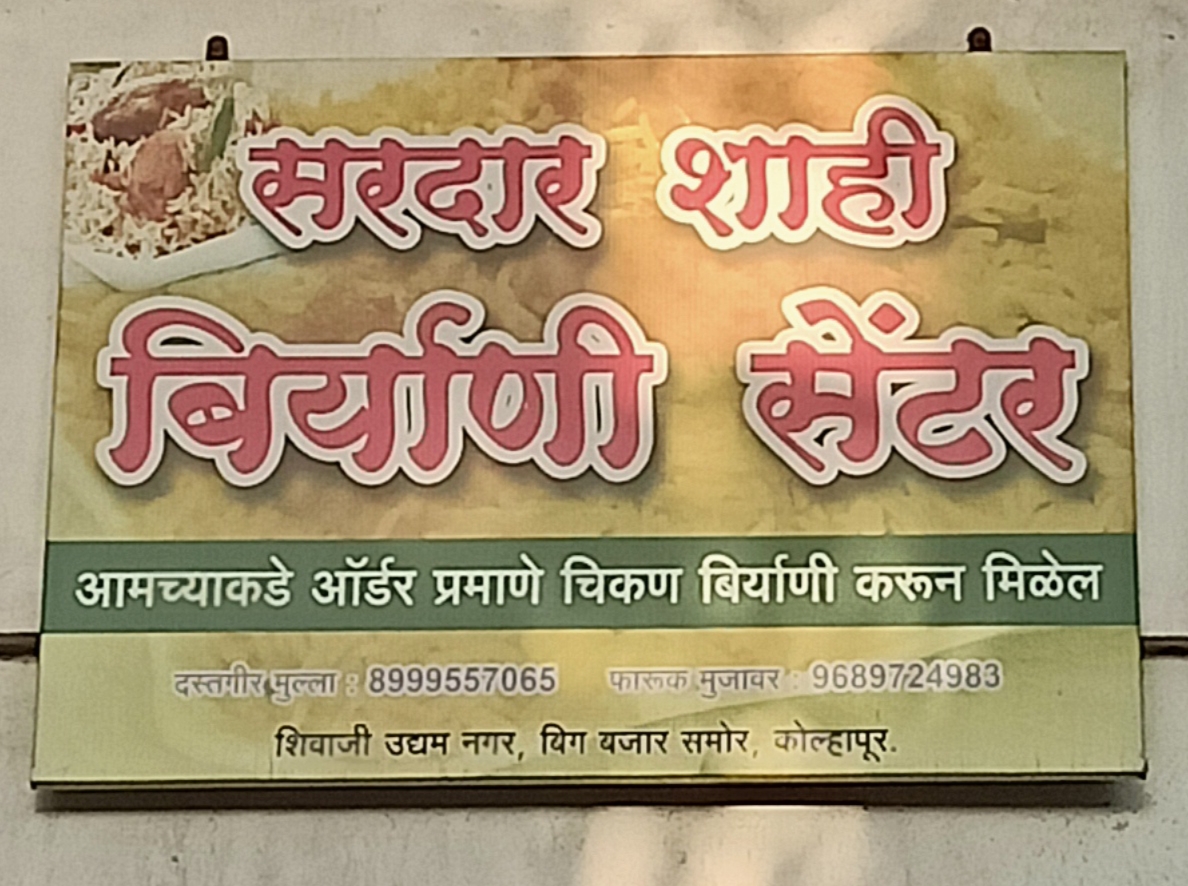 सरदार शाही
बिर्याणी सेंटर
आमच्याकडे ऑर्डर प्रमाणे चिकण बिर्याणी करून मिळेल
दस्तगीर मुल्ला : 8999557065 फारूक मुजावर : 9689724983
शिवाजी उद्यम नगर, बिग बजार समोर, कोल्हापूर.